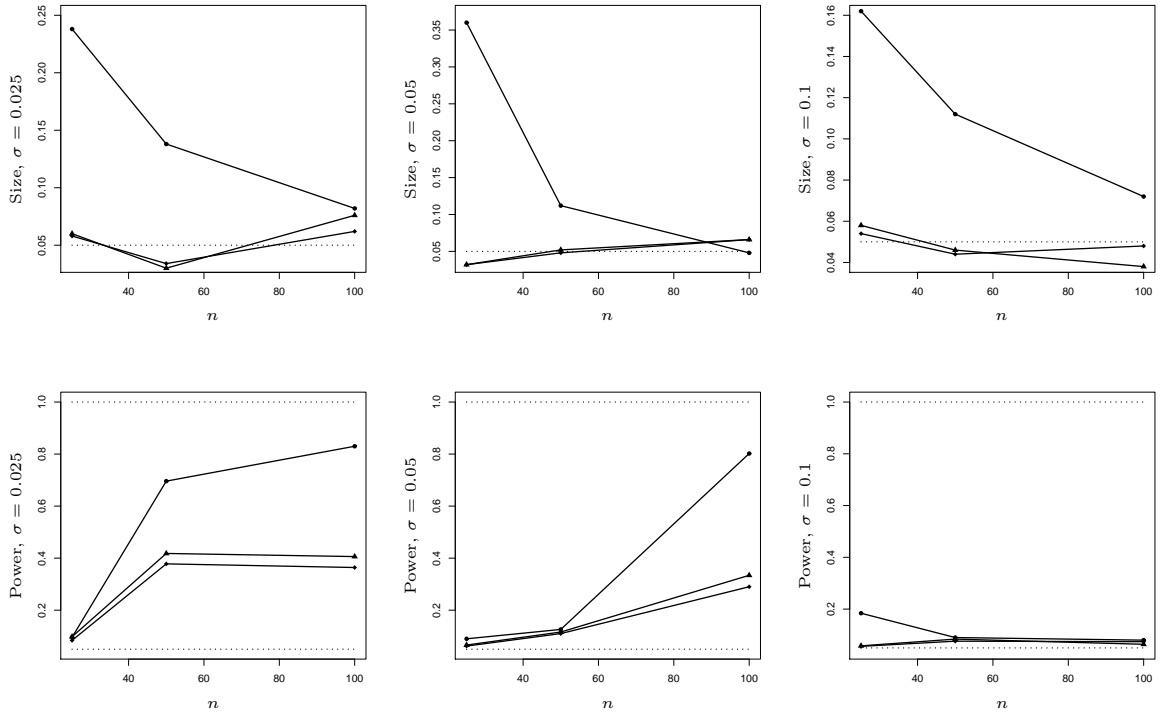 Size, σ = 0.025
0.05 0.10 0.15 0.20 0.25
40 60 80 100
n
Size, σ = 0.05
0.05 0.10 0.15 0.20 0.25 0.30 0.35
40 60 80 100
n
Size, σ = 0.1
0.04 0.06 0.08 0.10 0.12 0.14 0.16
40 60 80 100
n
Power, σ = 0.025
0.2 0.4 0.6 0.8 1.0
40 60 80 100
n
Power, σ = 0.05
0.2 0.4 0.6 0.8 1.0
40 60 80 100
n
Power, σ = 0.1
0.2 0.4 0.6 0.8 1.0
40 60 80 100
n